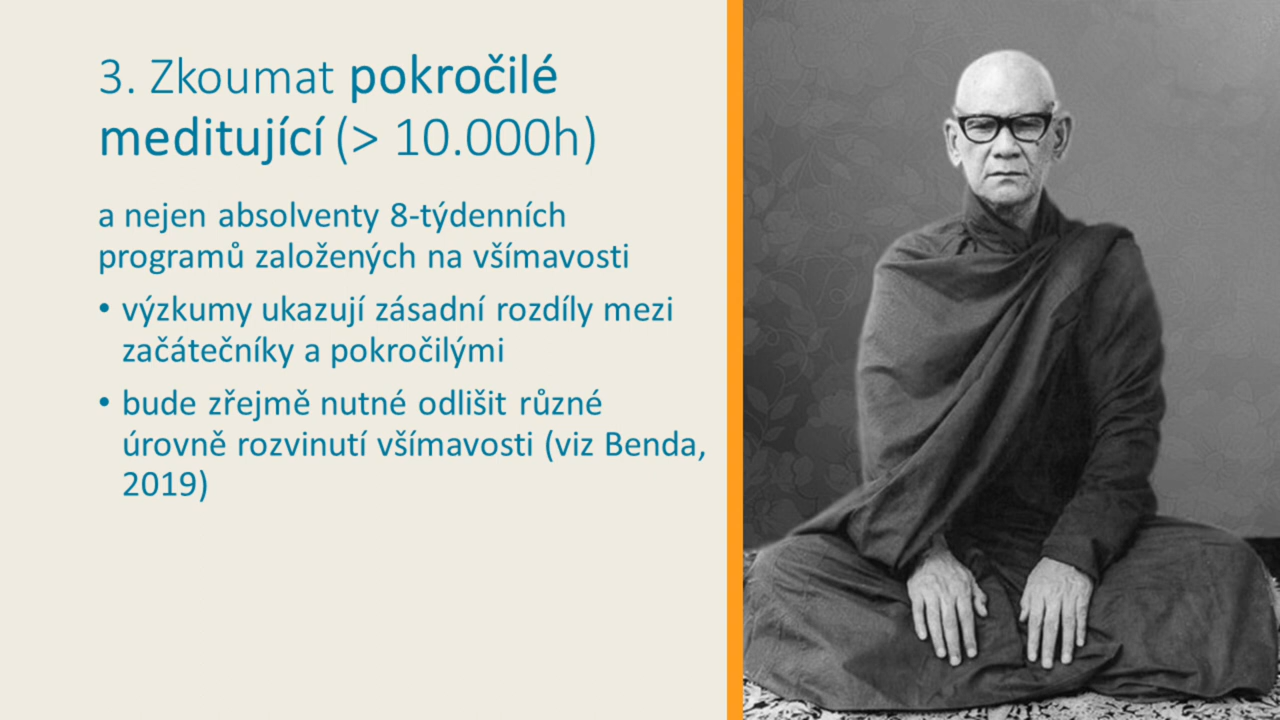 3. Zkoumat pokročilé
meditující (> 10.000h)
a nejen absolventy 8-týdenních
programů založených na všímavosti
• výzkumy ukazují zásadní rozdíly mezi
začátečníky a pokročilými
• bude zřejmě nutné odlišit různé
úrovně rozvinutí všímavosti (viz Benda,
2019)